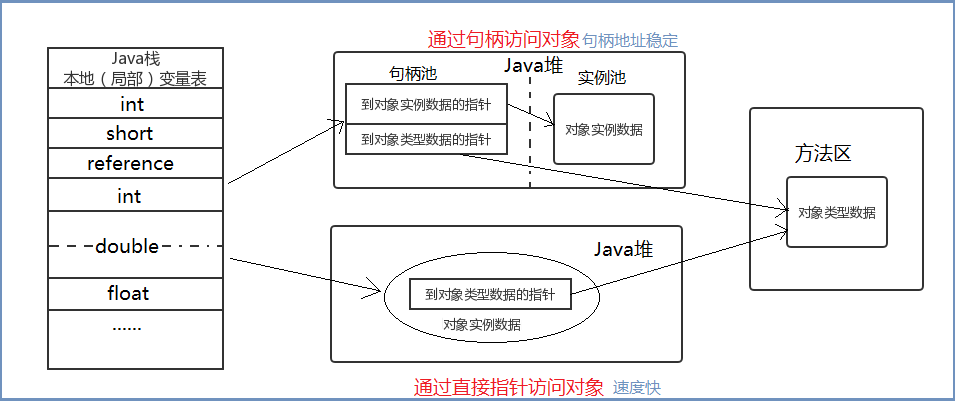 通过句柄访问对象 句柄地址稳定
Java栈
本地（局部）变量表
int
short
reference
int
double
float
......
Java堆
句柄池
实例池
到对象实例数据的指针
到对象类型数据的指针
对象实例数据
方法区
对象类型数据
Java堆
到对象类型数据的指针
对象实例数据
通过直接指针访问对象 速度快